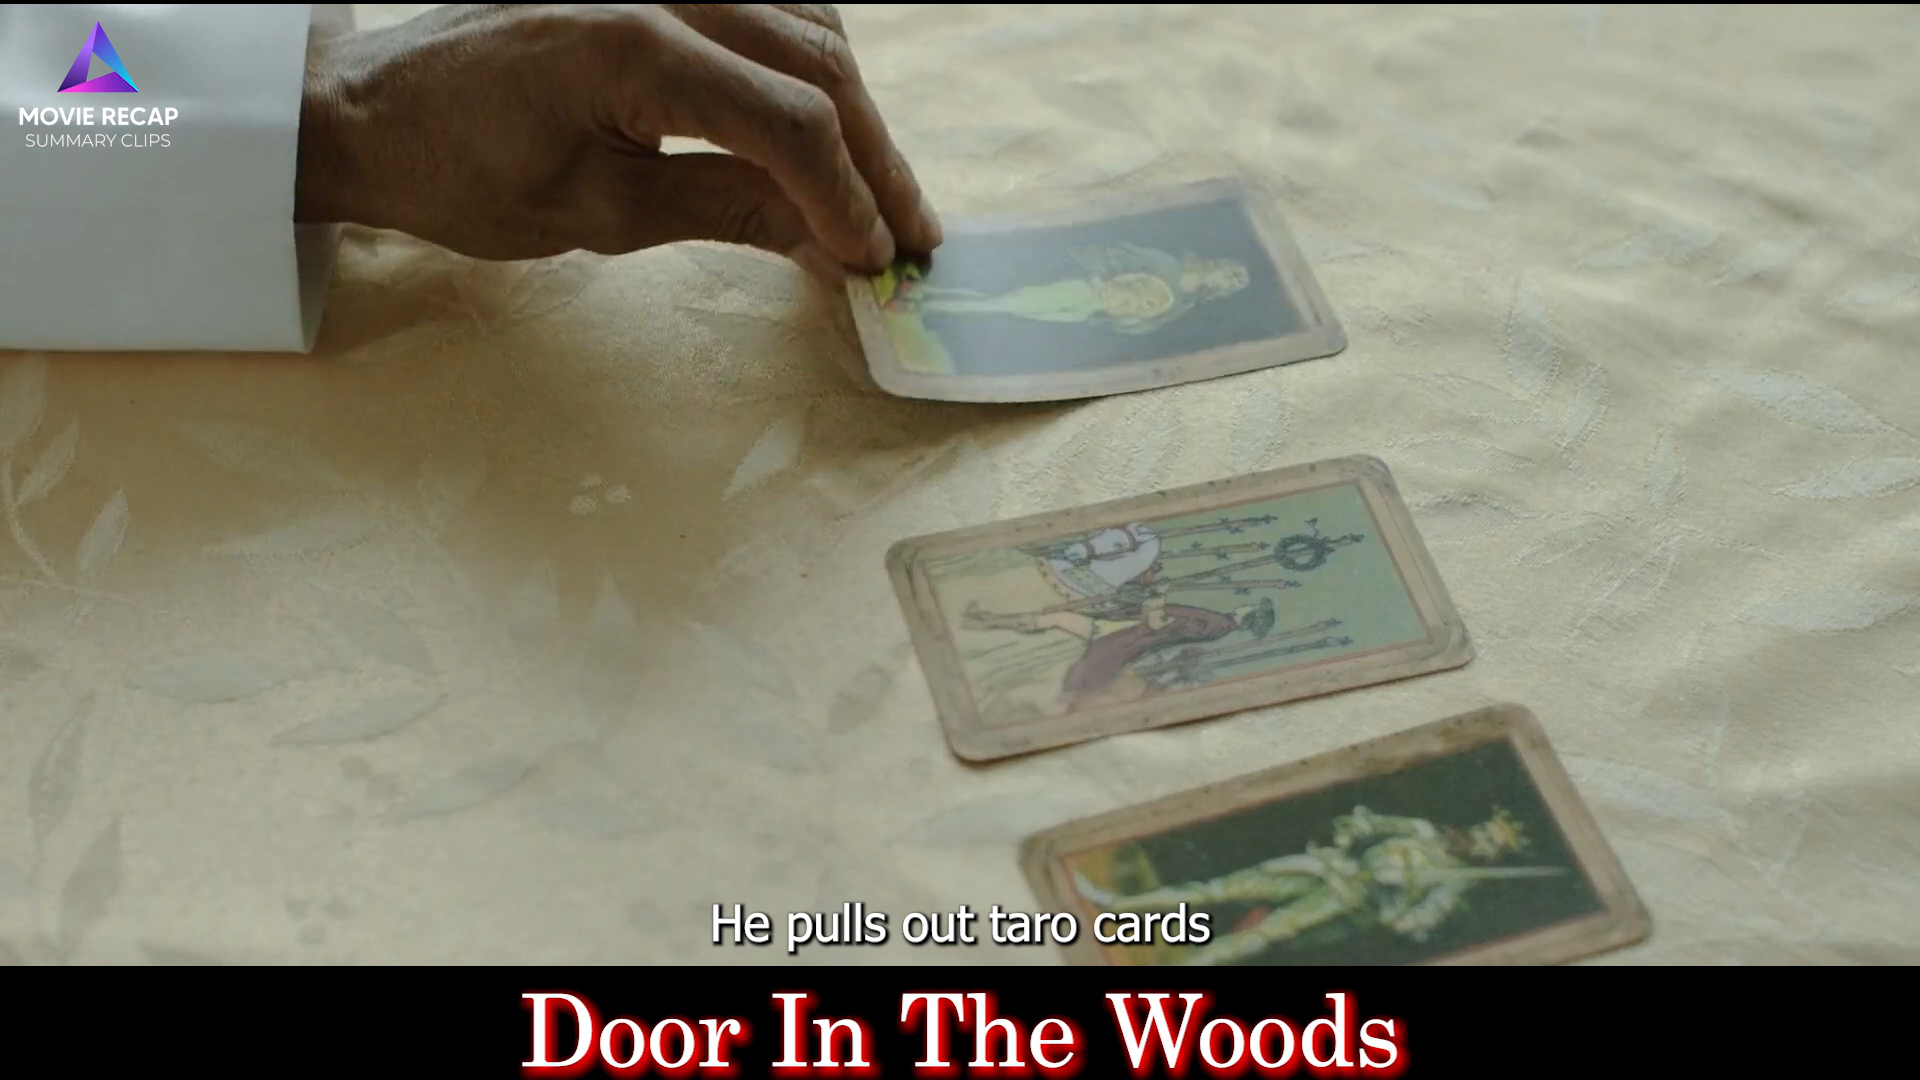 MOVIE RECAP
SUMMARY CLIPS
He pulls out taro cards
Door In The Woods